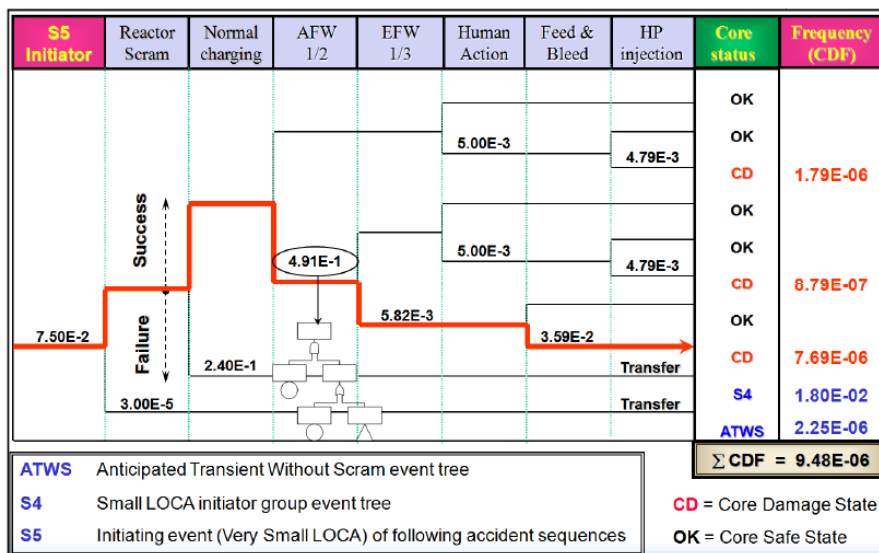 S5 Initiator
Reactor Scram
Normal charging
AFW 1/2
EFW 1/3
Human Action
Feed & Bleed
HP injection
Core status
Frequency (CDF)
OK
5.00E-3
OK
4.79E-3
CD 1.79E-06
OK
Success
5.00E-3
OK
4.91E-1
4.79E-3
CD 8.79E-07
5.82E-3
OK
7.50E-2
3.59E-2
Failure
CD 7.69E-06
2.40E-1
Transfer
S4 1.80E-02
3.00E-5
Transfer
ATWS 2.25E-06
∑ CDF = 9.48E-06
ATWS Anticipated Transient Without Scram event tree
S4 Small LOCA initiator group event tree
S5 Initiating event (Very Small LOCA) of following accident sequences
CD = Core Damage State
OK = Core Safe State